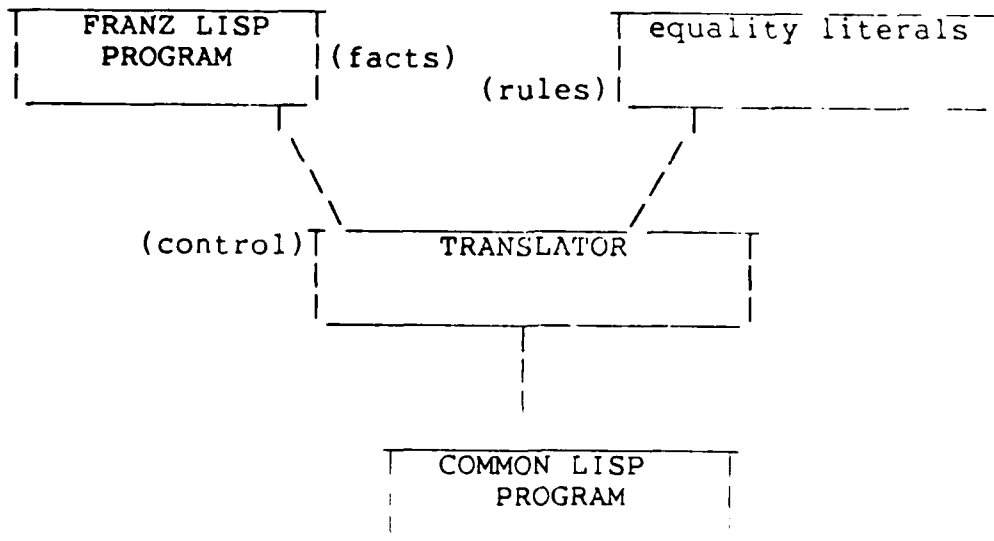 FRANZ LISP
PROGRAM
(facts)
equality literals
(rules)
(control)
TRANSLATOR
COMMON LISP
PROGRAM